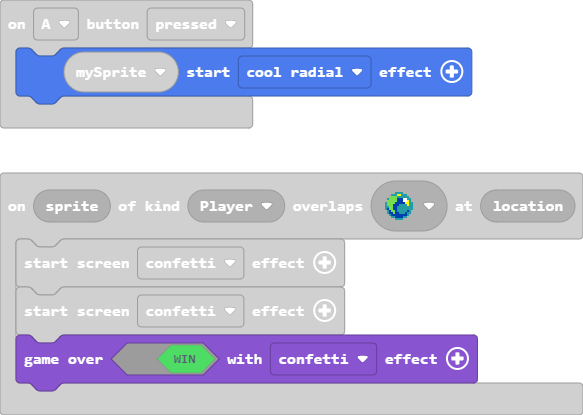 on A button pressed
mySprite start cool radial effect
on sprite of kind Player overlaps at location
start screen confetti effect
start screen confetti effect
game over WIN with confetti effect